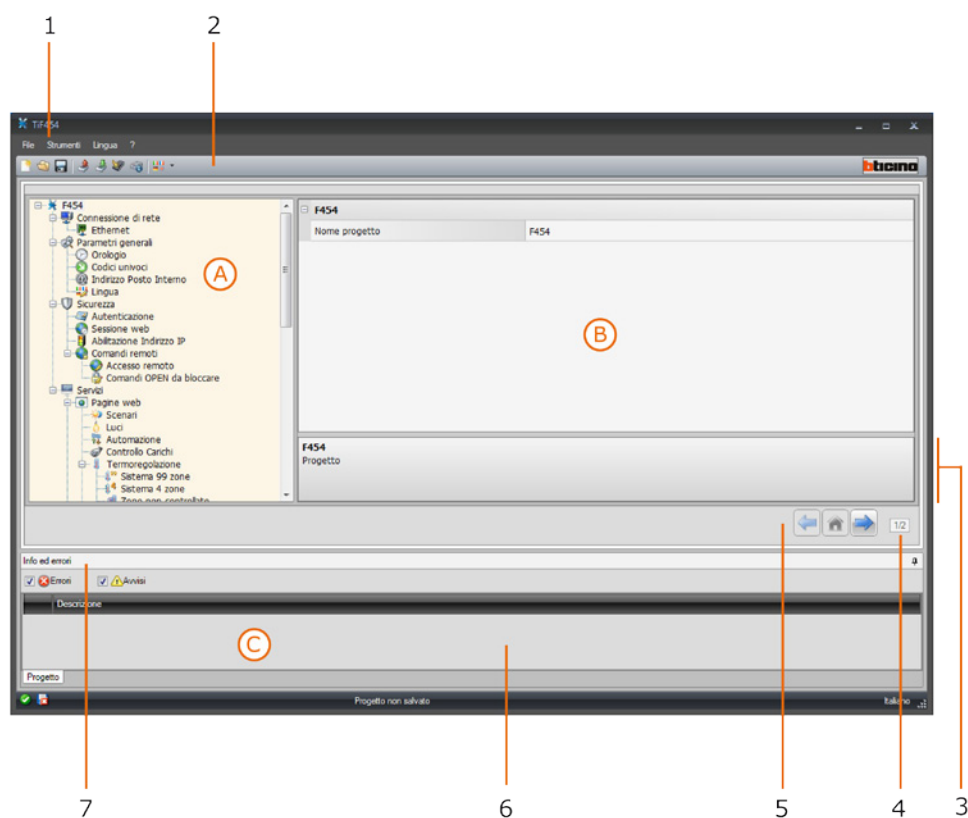 1
2
TiF454
File Strumenti Lingua ?
bticino
F454
Connessione di rete
Ethernet
Parametri generali
Orologio
Codici univoci
Indirizzo Posto Interno
Lingua
Sicurezza
Autenticazione
Sessione web
Abilitazione Indirizzo IP
Comandi remoti
Accesso remoto
Comandi OPEN da bloccare
Servizi
Pagine web
Scenari
Luci
Automazione
Controllo Carichi
Termoregolazione
Sistema 99 zone
Sistema 4 zone
Zone non controllate
A
F454
Nome progetto F454
B
F454
Progetto
1/2
Info ed errori
Errori Avvisi
Descrizione
C
Progetto
Progetto non salvato
Italiano
7
6
5
4
3